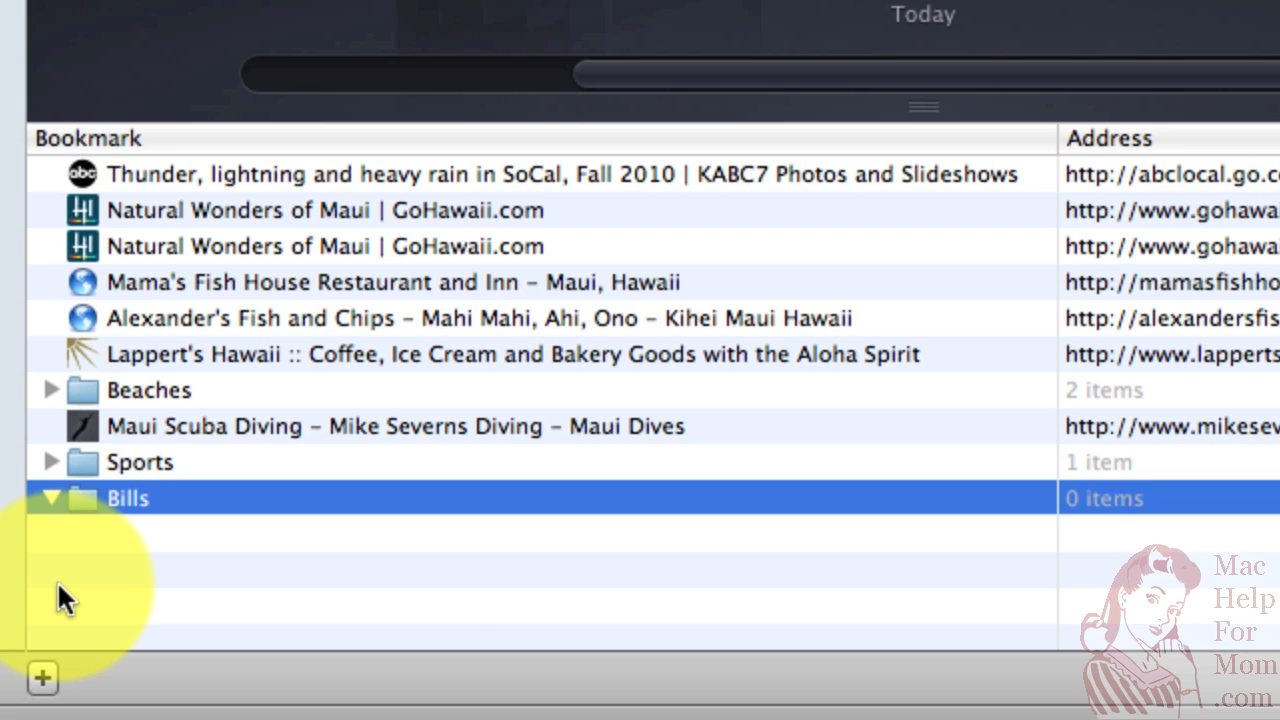 Today
Bookmark Address
abc Thunder, lightning and heavy rain in SoCal, Fall 2010 | KABC7 Photos and Slideshows http://abclocal.go.c
H! Natural Wonders of Maui | GoHawaii.com http://www.gohawai
H! Natural Wonders of Maui | GoHawaii.com http://www.gohawai
Mama's Fish House Restaurant and Inn – Maui, Hawaii http://mamasfishho
Alexander's Fish and Chips – Mahi Mahi, Ahi, Ono – Kihei Maui Hawaii http://alexandersfis
Lappert's Hawaii :: Coffee, Ice Cream and Bakery Goods with the Aloha Spirit http://www.lapperts
Beaches 2 items
Maui Scuba Diving – Mike Severns Diving – Maui Dives http://www.mikesev
Sports 1 item
Bills 0 items
Mac
Help
For
Mom
.com